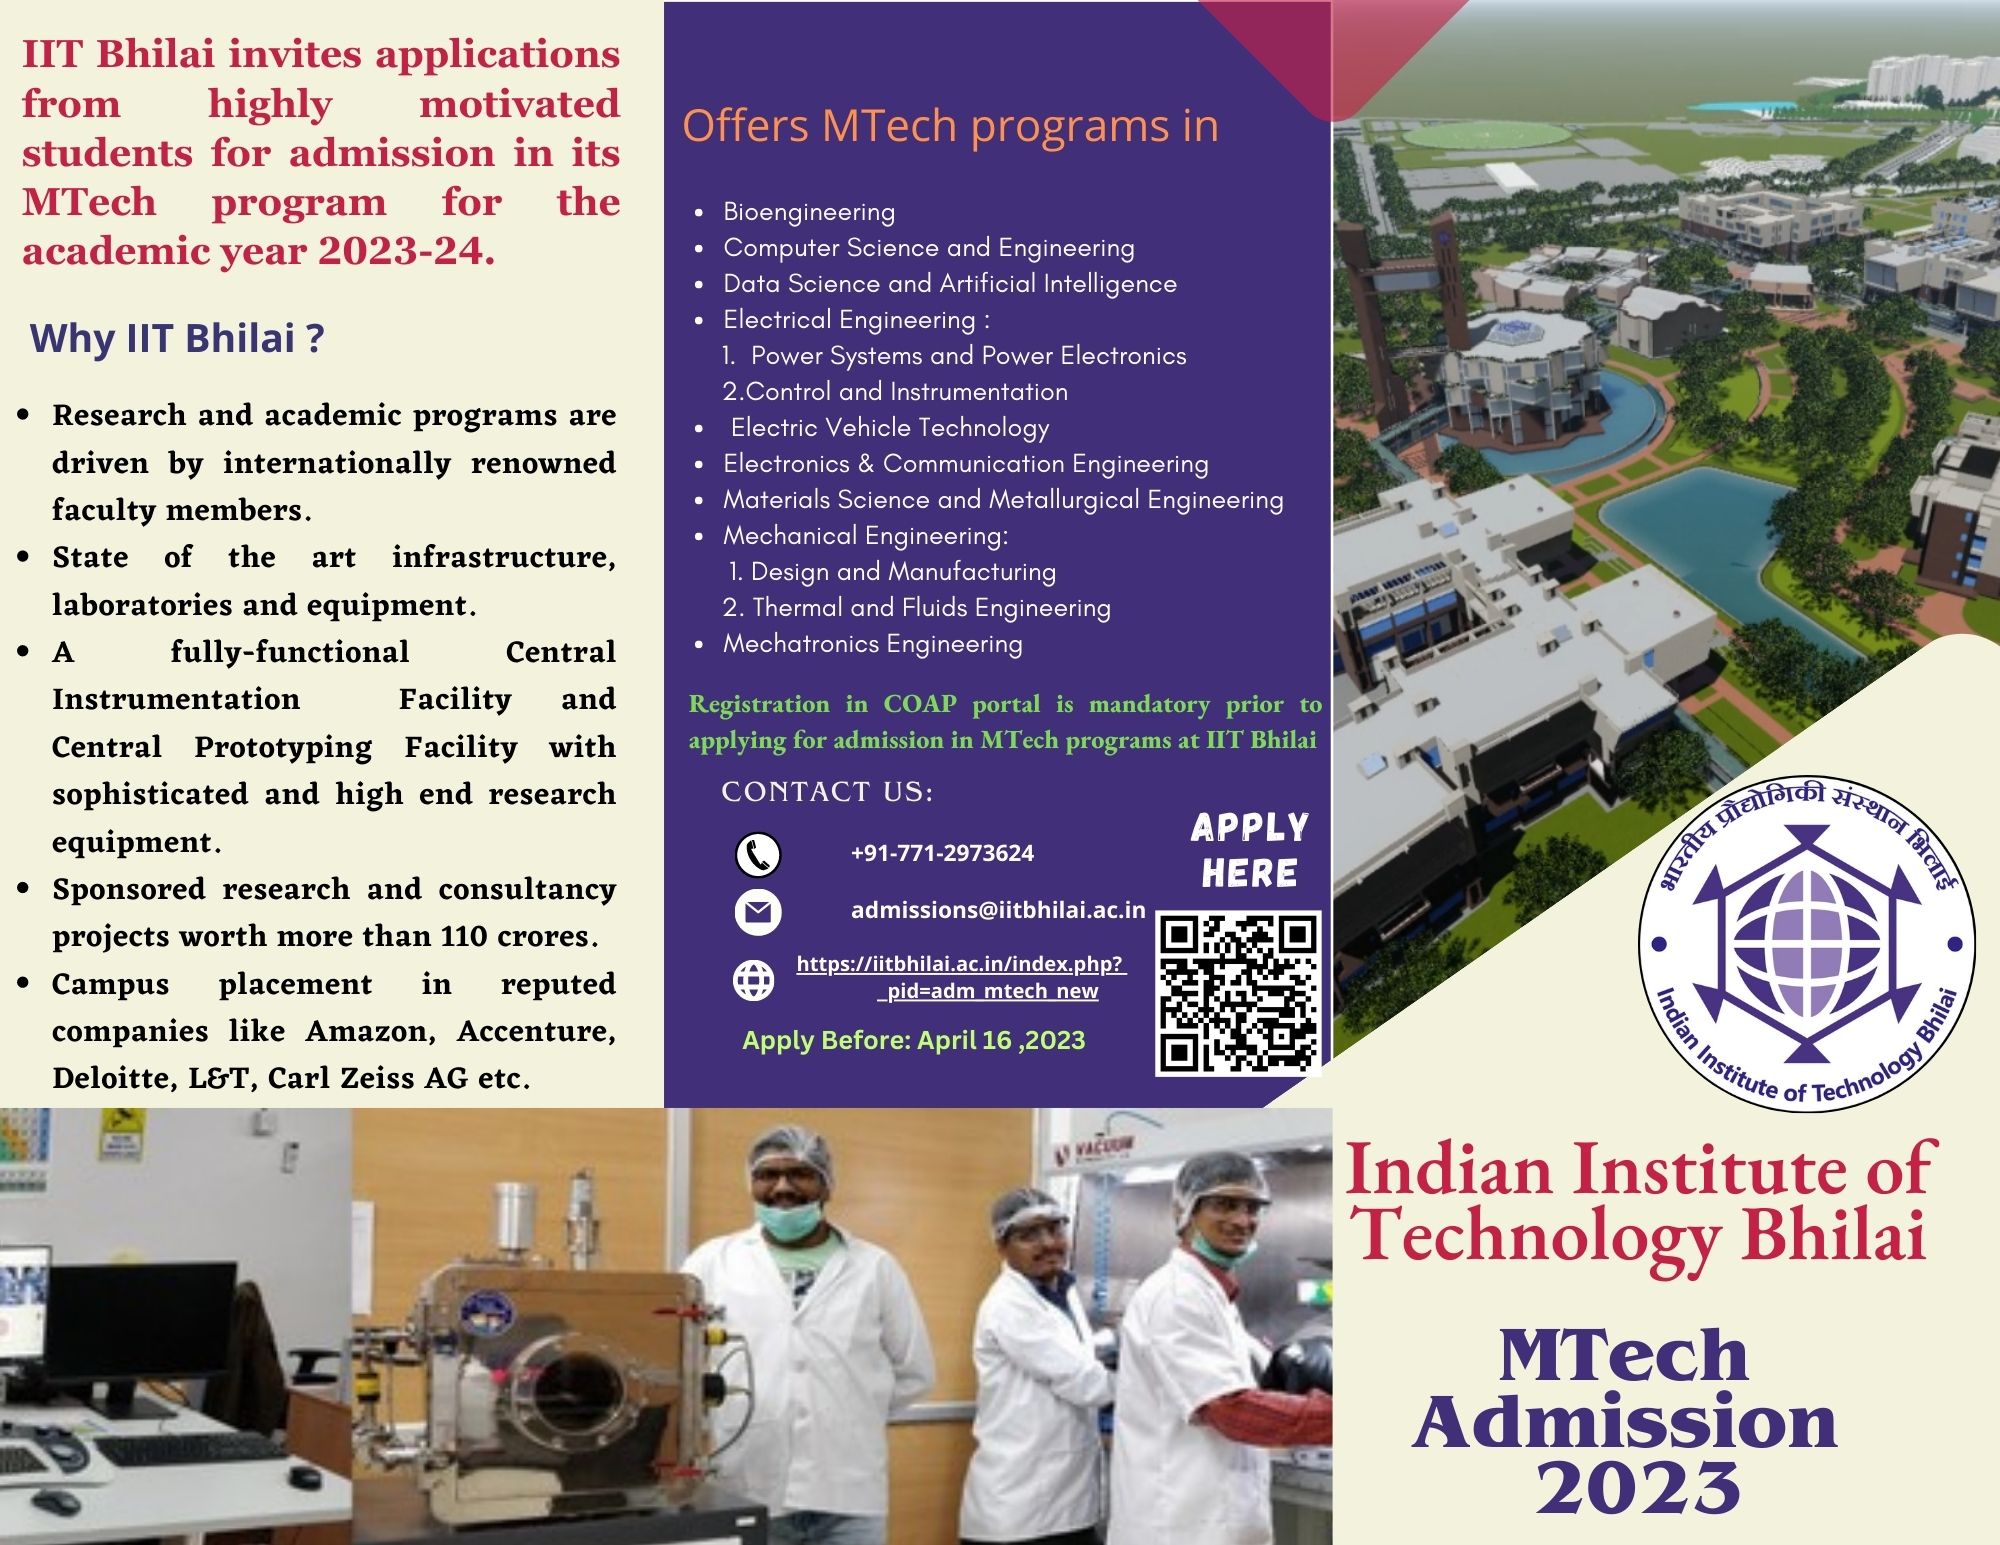 IIT Bhilai invites applications
from highly motivated
students for admission in its
MTech program for the
academic year 2023-24.
Why IIT Bhilai ?
• Research and academic programs are
driven by internationally renowned
faculty members.
• State of the art infrastructure,
laboratories and equipment.
• A fully-functional Central
Instrumentation Facility and
Central Prototyping Facility with
sophisticated and high end research
equipment.
• Sponsored research and consultancy
projects worth more than 110 crores.
• Campus placement in reputed
companies like Amazon, Accenture,
Deloitte, L&T, Carl Zeiss AG etc.
Offers MTech programs in
• Bioengineering
• Computer Science and Engineering
• Data Science and Artificial Intelligence
• Electrical Engineering :
1. Power Systems and Power Electronics
2.Control and Instrumentation
• Electric Vehicle Technology
• Electronics & Communication Engineering
• Materials Science and Metallurgical Engineering
• Mechanical Engineering:
1. Design and Manufacturing
2. Thermal and Fluids Engineering
• Mechatronics Engineering
Registration in COAP portal is mandatory prior to
applying for admission in MTech programs at IIT Bhilai
CONTACT US:
+91-771-2973624
admissions@iitbhilai.ac.in
https://iitbhilai.ac.in/index.php?
_pid=adm_mtech_new
Apply Before: April 16 ,2023
APPLY
HERE
VACUUM
भारतीय प्रौद्योगिकी संस्थान भिलाई
Indian Institute of Technology Bhilai
Indian Institute of
Technology Bhilai
MTech
Admission
2023